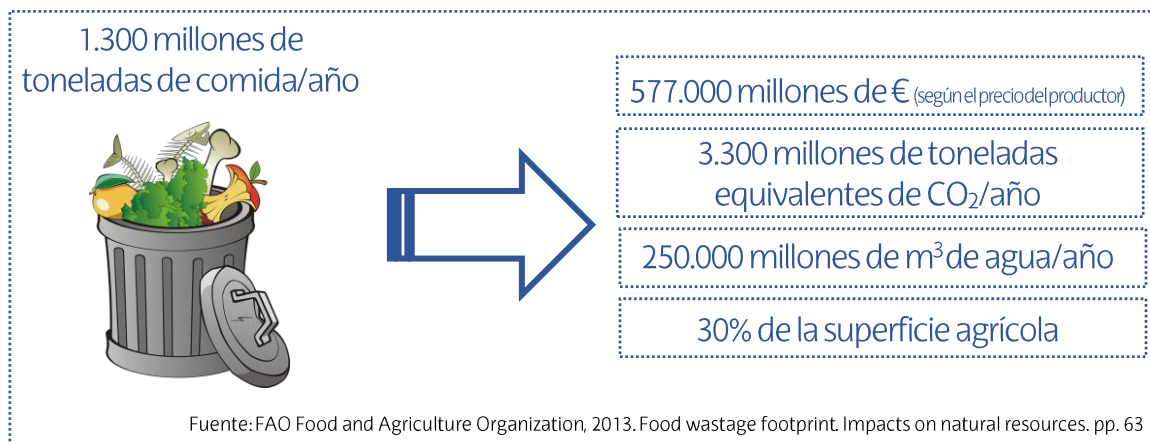 1.300 millones de
toneladas de comida/año
577.000 millones de € (según el precio del productor)
3.300 millones de toneladas
equivalentes de CO₂/año
250.000 millones de m³ de agua/año
30% de la superficie agrícola
Fuente: FAO Food and Agriculture Organization, 2013. Food wastage footprint. Impacts on natural resources. pp. 63